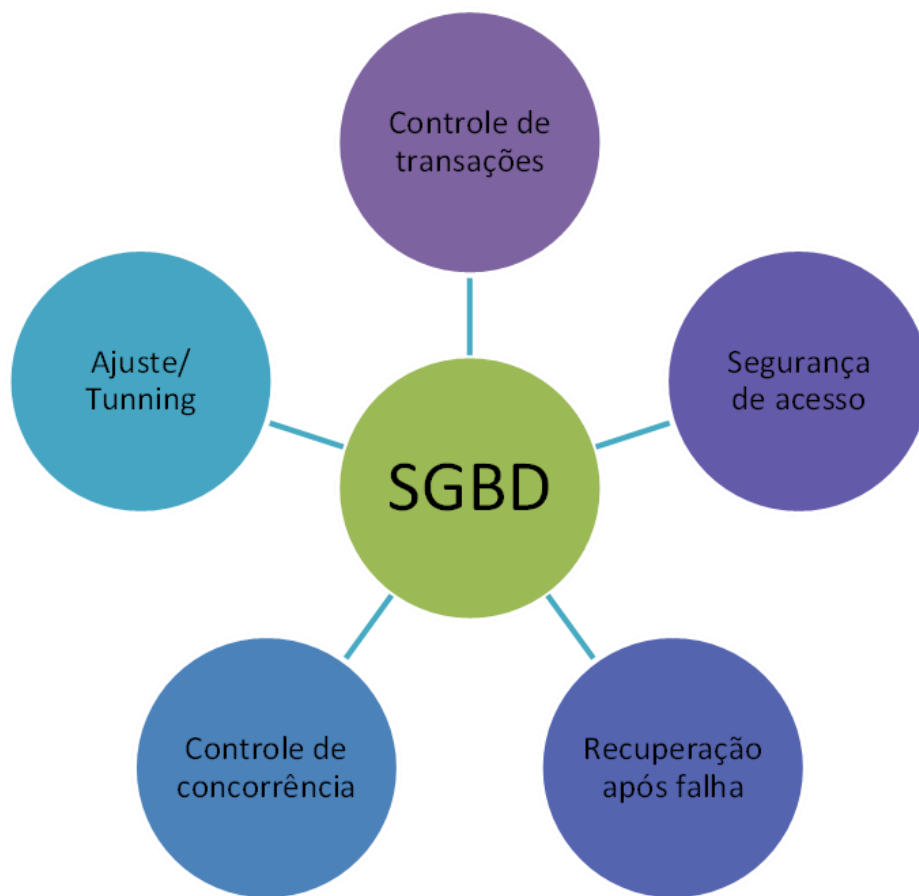 Controle de
transações
Ajuste/
Tunning
Segurança
de acesso
SGBD
Controle de
concorrência
Recuperação
após falha